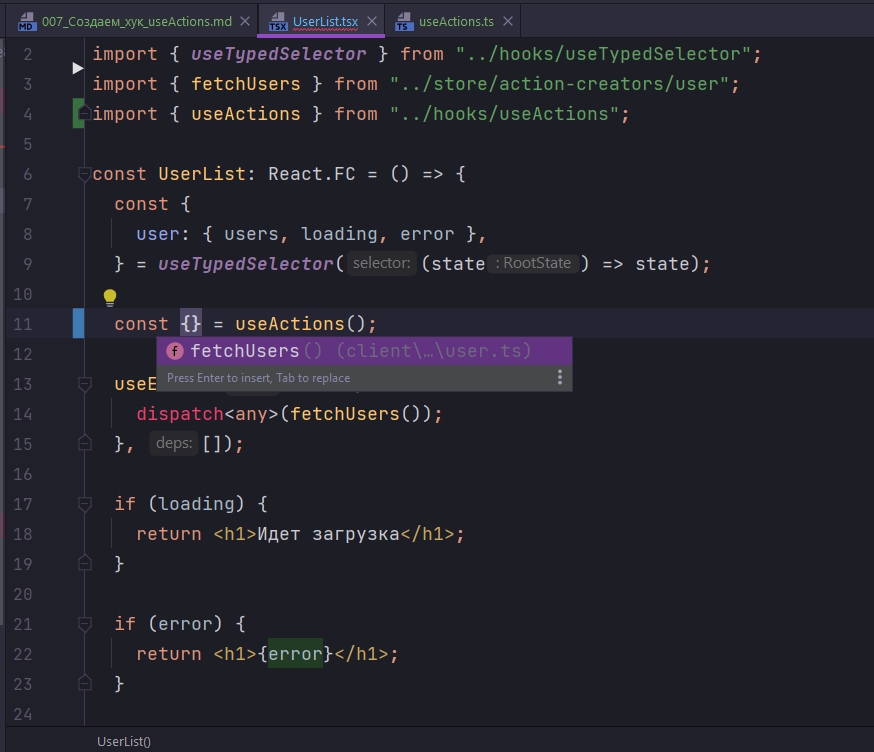 MD 007_Создаем_хук_useActions.md TSX UserList.tsx TS useActions.ts
2 import { useTypedSelector } from "../hooks/useTypedSelector";
3 import { fetchUsers } from "../store/action-creators/user";
4 import { useActions } from "../hooks/useActions";
5
6 const UserList: React.FC = () => {
7 const {
8 user: { users, loading, error },
9 } = useTypedSelector( selector: (state : RootState ) => state);
10
11 const {} = useActions();
f fetchUsers() (client\…\user.ts)
12
Press Enter to insert, Tab to replace
13 useE
14 dispatch<any>(fetchUsers());
15 }, deps: []);
16
17 if (loading) {
18 return <h1>Идет загрузка</h1>;
19 }
20
21 if (error) {
22 return <h1>{error}</h1>;
23 }
24
UserList()